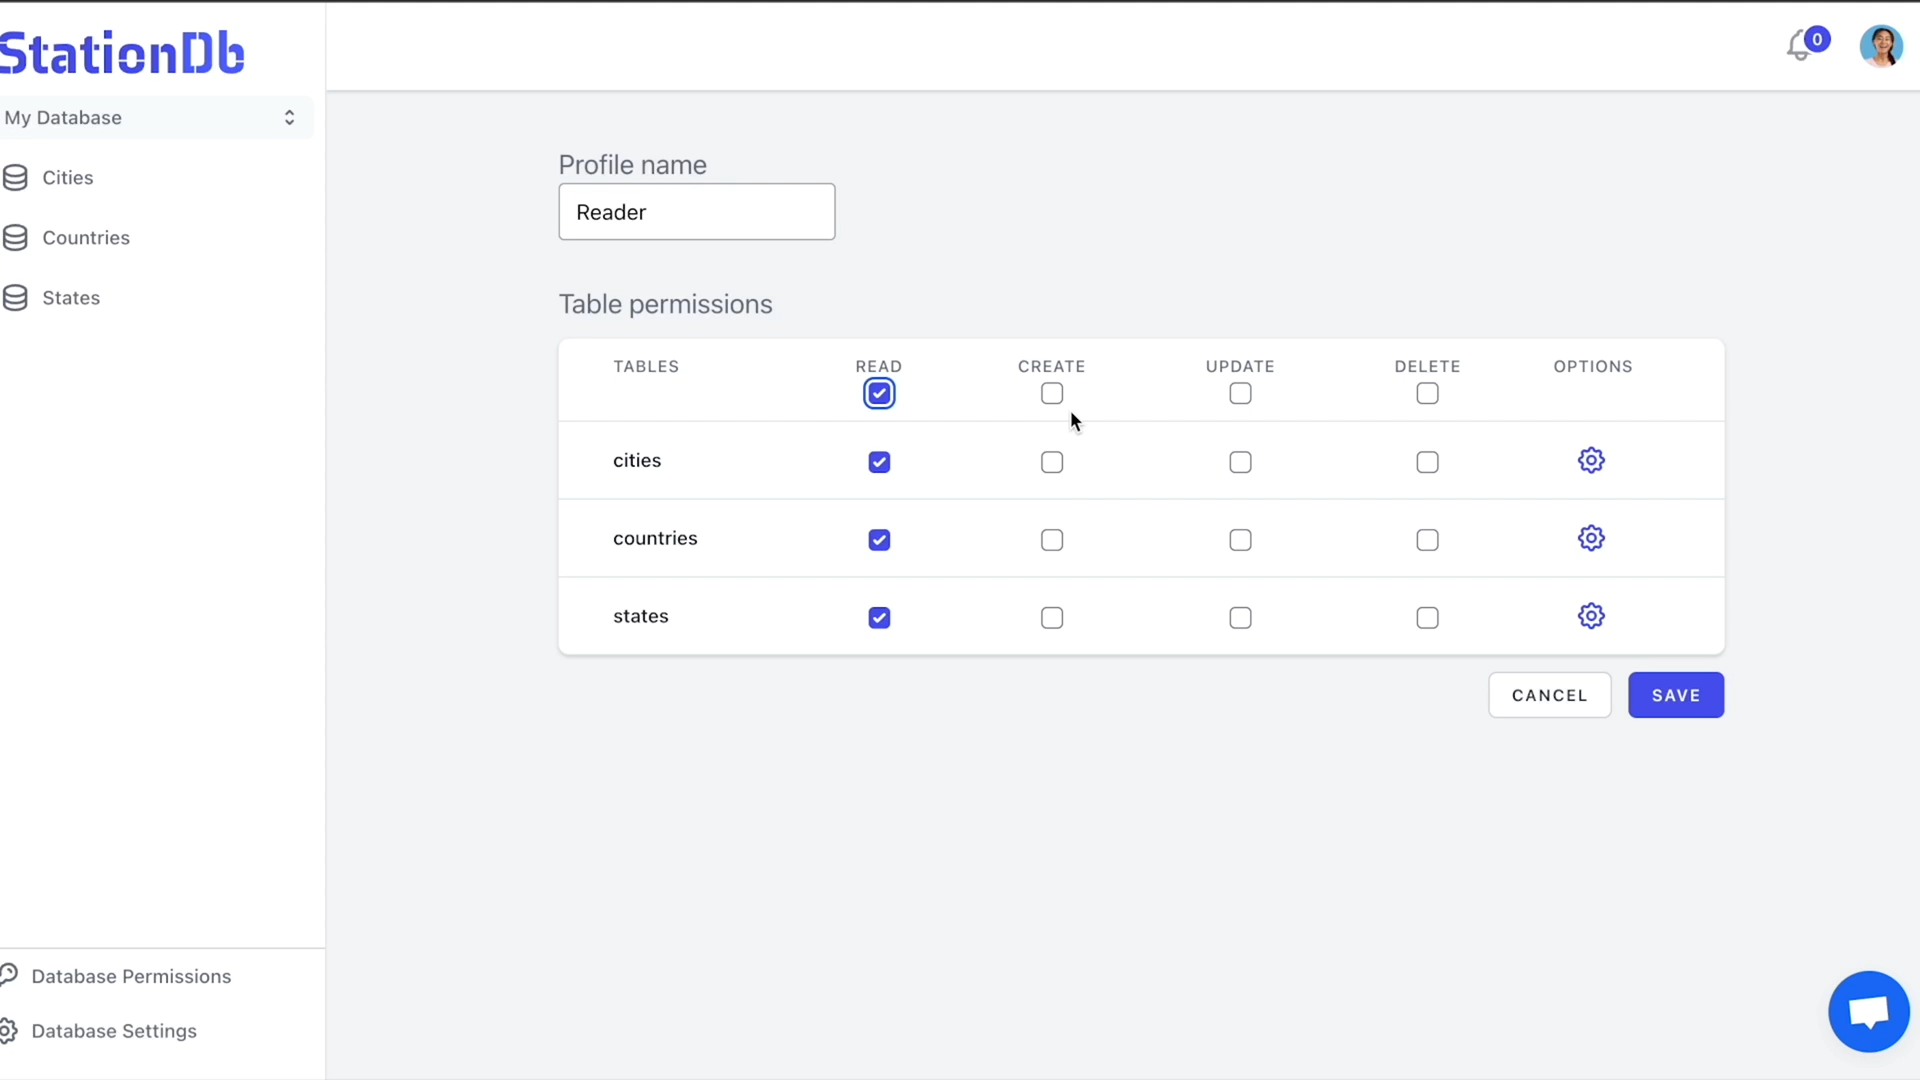 StationDb
0
My Database
Cities
Countries
States
Profile name
Reader
Table permissions
TABLES READ CREATE UPDATE DELETE OPTIONS
cities
countries
states
CANCEL SAVE
Database Permissions
Database Settings